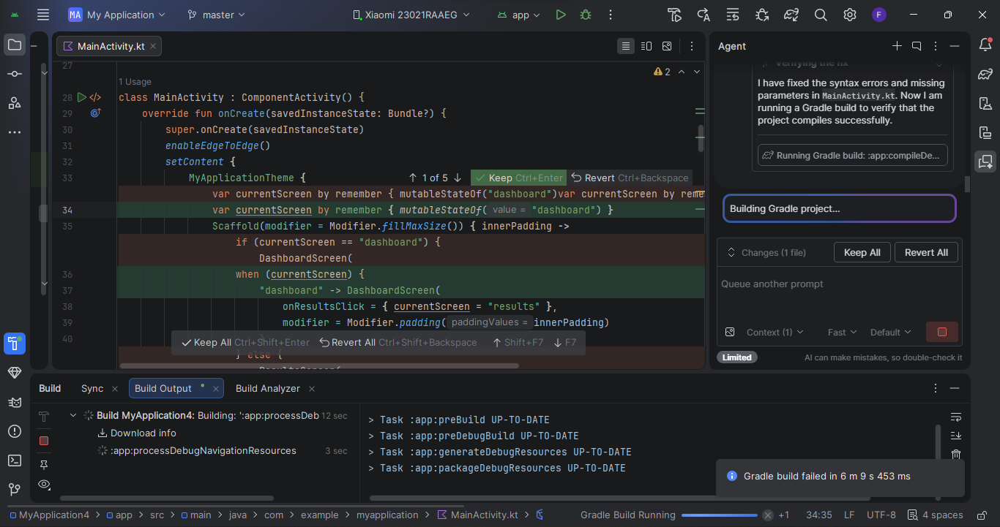 MA My Application
master
Xiaomi 23021RAAEG
app
F
MainActivity.kt
27
1 Usage
2
28 class MainActivity : ComponentActivity() {
29 override fun onCreate(savedInstanceState: Bundle?) {
30 super.onCreate(savedInstanceState)
31 enableEdgeToEdge()
32 setContent {
33 MyApplicationTheme {
1 of 5 Keep Ctrl+Enter Revert Ctrl+Backspace
var currentScreen by remember { mutableStateOf("dashboard")var currentScreen by reme
34 var currentScreen by remember { mutableStateOf( value = "dashboard") }
35 Scaffold(modifier = Modifier.fillMaxSize()) { innerPadding ->
if (currentScreen == "dashboard") {
DashboardScreen(
36 when (currentScreen) {
37 "dashboard" -> DashboardScreen(
38 onResultsClick = { currentScreen = "results" },
39 modifier = Modifier.padding( paddingValues = innerPadding)
40
Keep All Ctrl+Shift+Enter Revert All Ctrl+Shift+Backspace Shift+F7 F7
} else {
ResultsScreen(
Agent
Verifying the fix
I have fixed the syntax errors and missing
parameters in MainActivity.kt. Now I am
running a Gradle build to verify that the
project compiles successfully.
Running Gradle build: :app:compileDe...
Building Gradle project...
Changes (1 file)
Keep All
Revert All
Queue another prompt
Context (1)
Fast
Default
Limited
AI can make mistakes, so double-check it
Build
Sync
Build Output
Build Analyzer
Build MyApplication4: Building: ':app:processDeb 12 sec
Download info
:app:processDebugNavigationResources 3 sec
> Task :app:preBuild UP-TO-DATE
> Task :app:preDebugBuild UP-TO-DATE
> Task :app:generateDebugResources UP-TO-DATE
> Task :app:packageDebugResources UP-TO-DATE
Gradle build failed in 6 m 9 s 453 ms
MyApplication4 > app > src > main > java > com > example > myapplication > MainActivity.kt >
Gradle Build Running
+1
34:35
LF
UTF-8
4 spaces